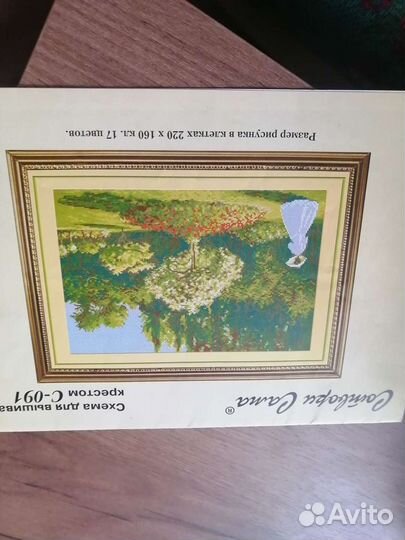 Сотвори Сама®
Схема для вышива
крестом С-091
Размер рисунка в клетках 220 х 160 кл. 17 цветов.
Avito